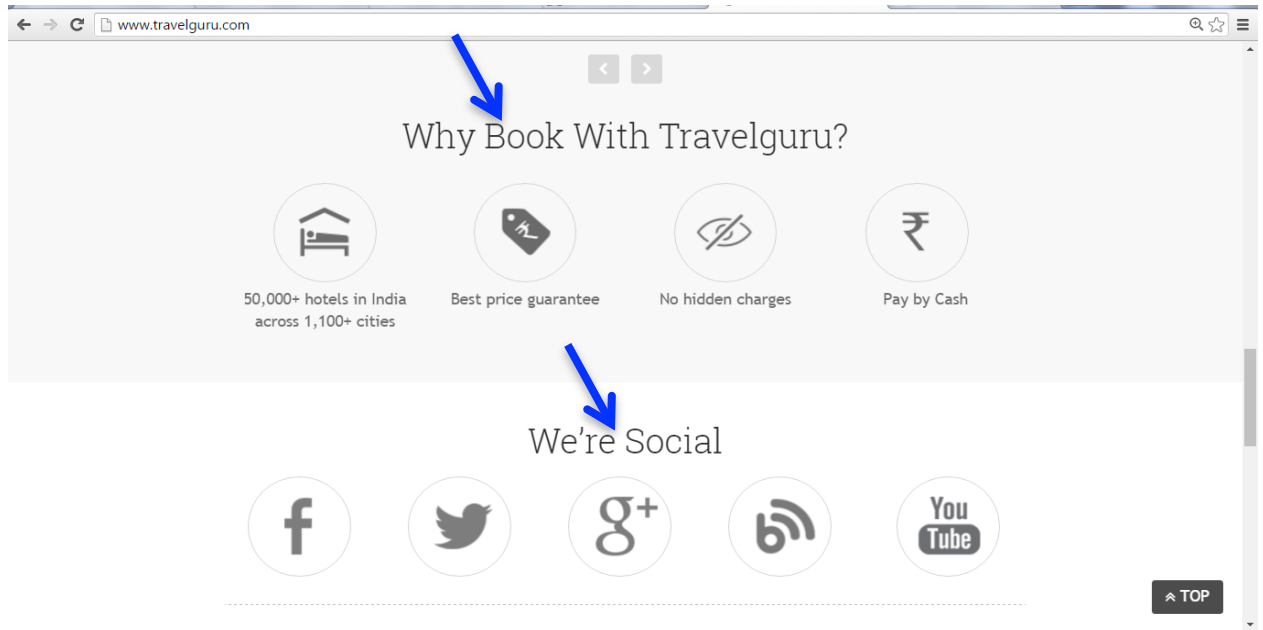 www.travelguru.com
Why Book With Travelguru?
50,000+ hotels in India
across 1,100+ cities
Best price guarantee
No hidden charges
₹
Pay by Cash
We're Social
f
g+
b
You
Tube
TOP